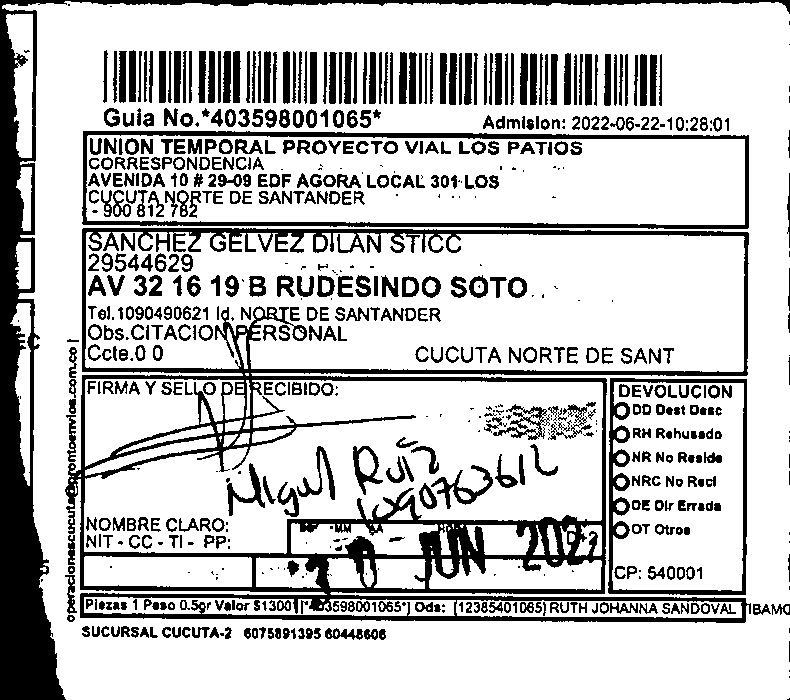 Guia No.*403598001065*
Admision: 2022-06-22-10:28:01
UNION TEMPORAL PROYECTO VIAL LOS PATIOS
CORRESPONDENCIA
AVENIDA 10 # 29-09 EDF AGORA LOCAL 301 LOS
CUCUTA NORTE DE SANTANDER
- 900 812 782
SANCHEZ GELVEZ DILAN STICC
29544629
AV 32 16 19 B RUDESINDO SOTO
Tel.1090490621 Id. NORTE DE SANTANDER
Obs.CITACION PERSONAL
Ccte.0 0
CUCUTA NORTE DE SANT
operacionescucuta@prontoenvios.com.co
FIRMA Y SELLO DE RECIBIDO:
Miguel Ruiz
1090763612
NOMBRE CLARO:
NIT - CC - TI - PP:
MM
HORA
JUN 2022
DEVOLUCION
DD Dest Desc
RH Rehusado
NR No Reside
NRC No Recl
DE Dir Errada
OT Otros
CP: 540001
Piezas 1 Peso 0.5gr Valor $1300 [*403598001065*] Ods: [12385401065) RUTH JOHANNA SANDOVAL TIBAMO
SUCURSAL CUCUTA-2 6075891395 60448606